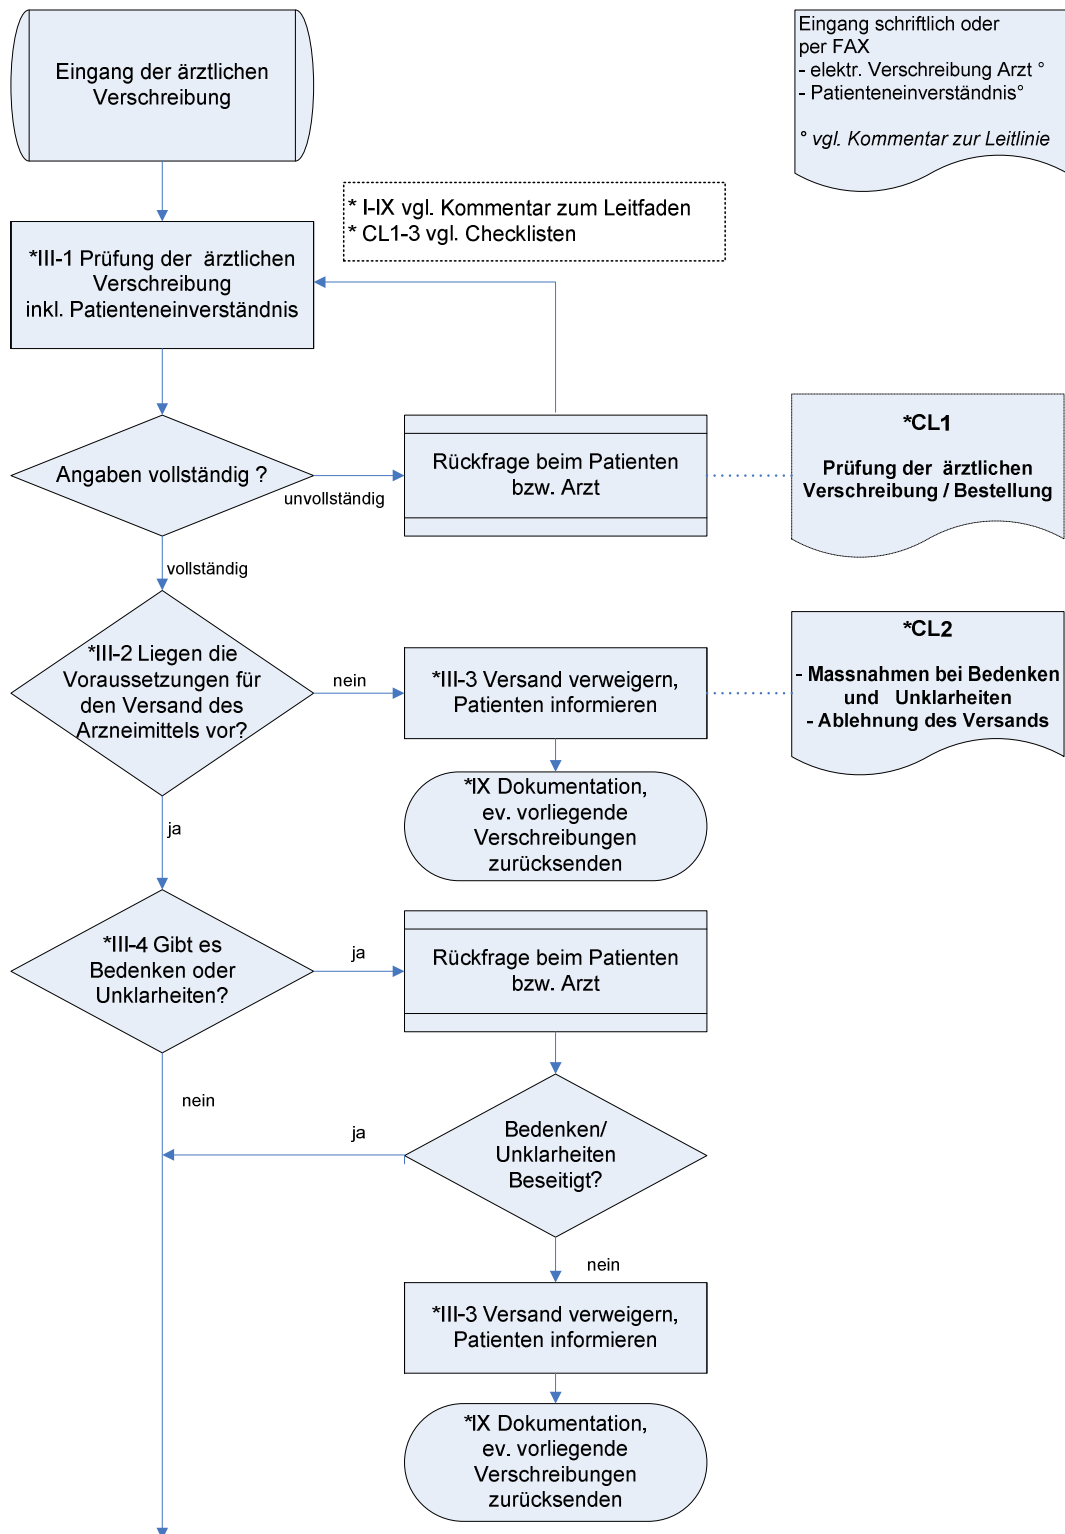 Eingang der ärztlichen
Verschreibung
Eingang schriftlich oder
per FAX
- elektr. Verschreibung Arzt °
- Patienteneinverständnis°
° vgl. Kommentar zur Leitlinie
* I-IX vgl. Kommentar zum Leitfaden
* CL1-3 vgl. Checklisten
*III-1 Prüfung der ärztlichen
Verschreibung
inkl. Patienteneinverständnis
Angaben vollständig ?
unvollständig
Rückfrage beim Patienten
bzw. Arzt
*CL1
Prüfung der ärztlichen
Verschreibung / Bestellung
vollständig
*III-2 Liegen die
Voraussetzungen für
den Versand des
Arzneimittels vor?
nein
*III-3 Versand verweigern,
Patienten informieren
*CL2
- Massnahmen bei Bedenken
und Unklarheiten
- Ablehnung des Versands
*IX Dokumentation,
ev. vorliegende
Verschreibungen
zurücksenden
ja
*III-4 Gibt es
Bedenken oder
Unklarheiten?
ja
Rückfrage beim Patienten
bzw. Arzt
nein
ja
Bedenken/
Unklarheiten
Beseitigt?
nein
*III-3 Versand verweigern,
Patienten informieren
*IX Dokumentation,
ev. vorliegende
Verschreibungen
zurücksenden